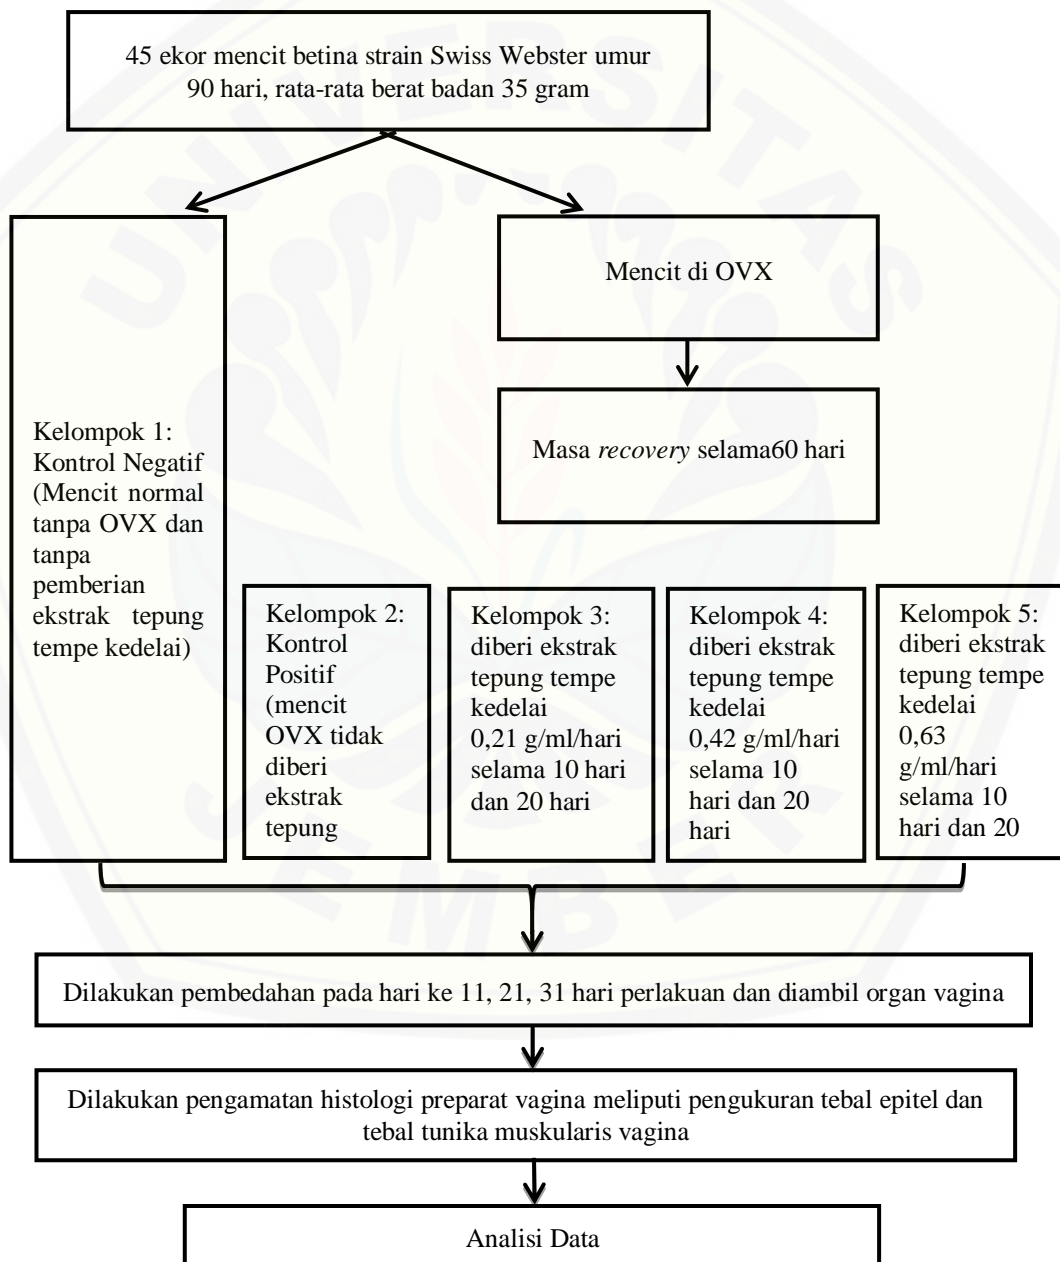 45 ekor mencit betina strain Swiss Webster umur
90 hari, rata-rata berat badan 35 gram
Mencit di OVX
Masa recovery selama60 hari
Kelompok 1:
Kontrol Negatif
(Mencit normal
tanpa OVX dan
tanpa
pemberian
ekstrak tepung
tempe kedelai)
Kelompok 2:
Kontrol
Positif
(mencit
OVX tidak
diberi
ekstrak
tepung
Kelompok 3:
diberi ekstrak
tepung tempe
kedelai
0,21 g/ml/hari
selama 10 hari
dan 20 hari
Kelompok 4:
diberi ekstrak
tepung tempe
kedelai
0,42 g/ml/hari
selama 10
hari dan 20
hari
Kelompok 5:
diberi ekstrak
tepung tempe
kedelai
0,63
g/ml/hari
selama 10
hari dan 20
Dilakukan pembedahan pada hari ke 11, 21, 31 hari perlakuan dan diambil organ vagina
Dilakukan pengamatan histologi preparat vagina meliputi pengukuran tebal epitel dan
tebal tunika muskularis vagina
Analisi Data
UNIVERSITAS
JEMBER